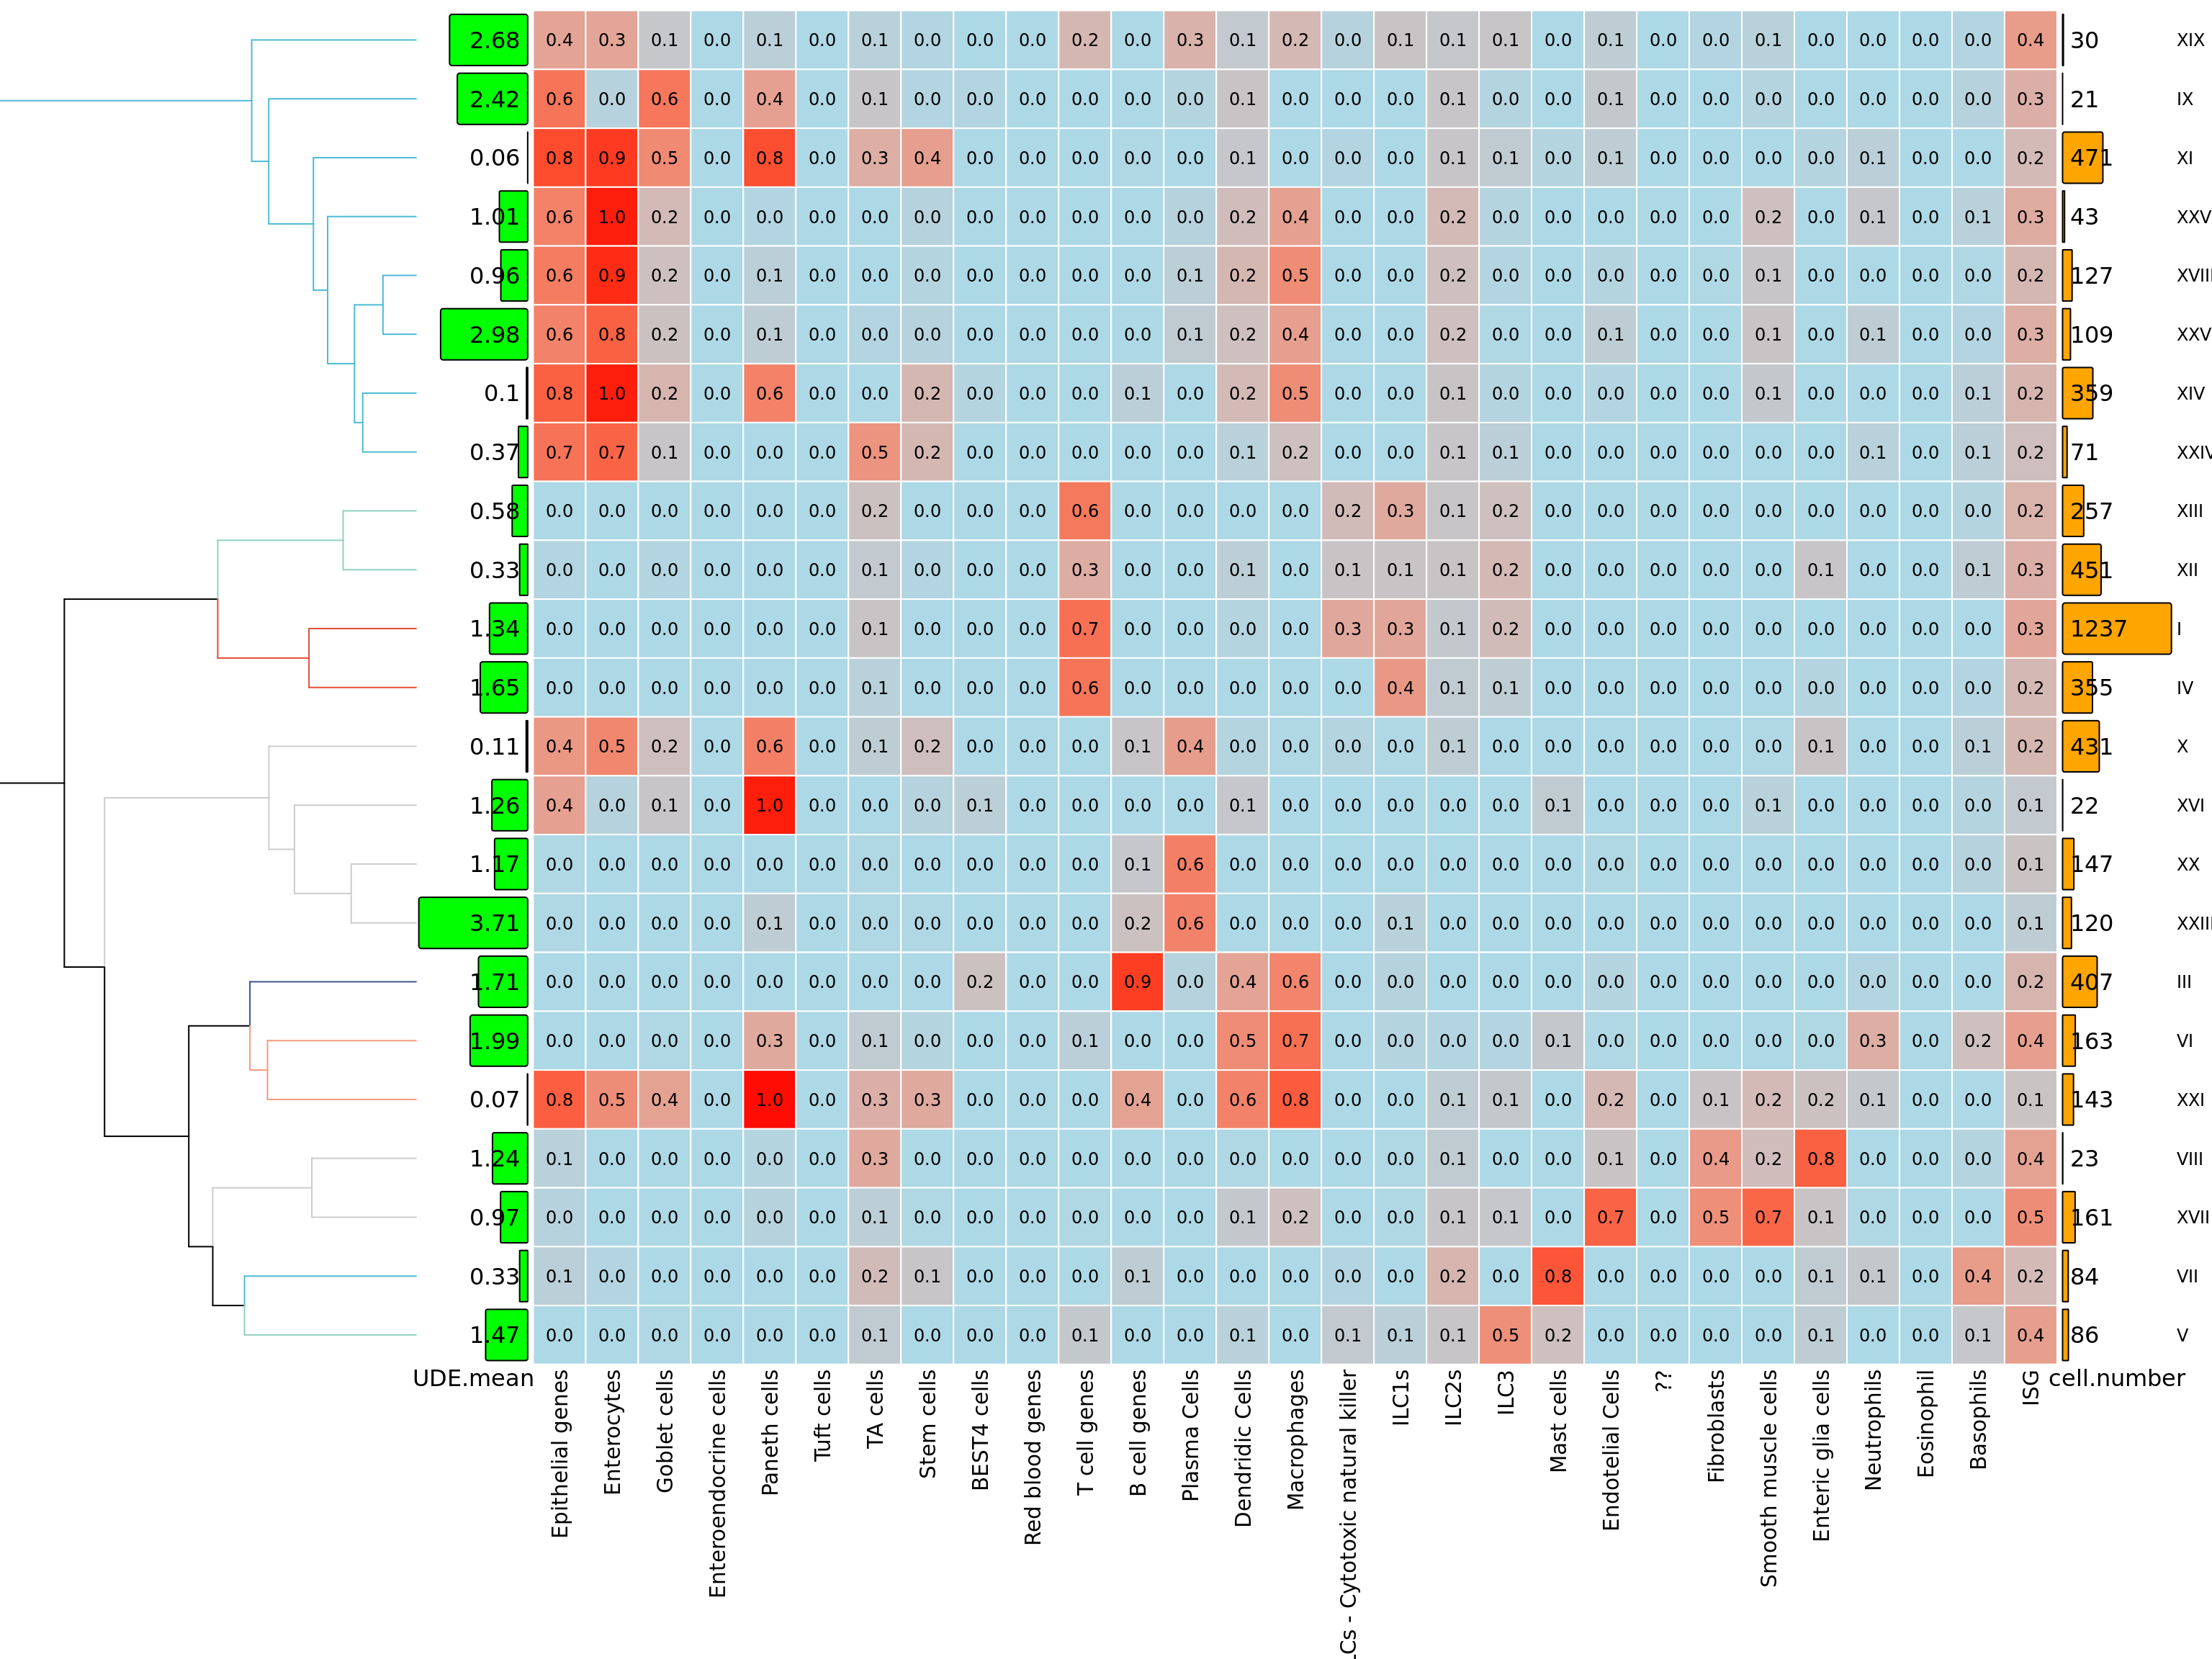 2.68 0.4 0.3 0.1 0.0 0.1 0.0 0.1 0.0 0.0 0.0 0.2 0.0 0.3 0.1 0.2 0.0 0.1 0.1 0.1 0.0 0.1 0.0 0.0 0.1 0.0 0.0 0.0 0.0 0.4 30 XIX
2.42 0.6 0.0 0.6 0.0 0.4 0.0 0.1 0.0 0.0 0.0 0.0 0.0 0.0 0.1 0.0 0.0 0.0 0.1 0.0 0.0 0.1 0.0 0.0 0.0 0.0 0.0 0.0 0.0 0.3 21 IX
0.06 0.8 0.9 0.5 0.0 0.8 0.0 0.3 0.4 0.0 0.0 0.0 0.0 0.0 0.1 0.0 0.0 0.0 0.1 0.1 0.0 0.1 0.0 0.0 0.0 0.0 0.1 0.0 0.0 0.2 471 XI
1.01 0.6 1.0 0.2 0.0 0.0 0.0 0.0 0.0 0.0 0.0 0.0 0.0 0.0 0.2 0.4 0.0 0.0 0.2 0.0 0.0 0.0 0.0 0.0 0.2 0.0 0.1 0.0 0.1 0.3 43 XXV
0.96 0.6 0.9 0.2 0.0 0.1 0.0 0.0 0.0 0.0 0.0 0.0 0.0 0.1 0.2 0.5 0.0 0.0 0.2 0.0 0.0 0.0 0.0 0.0 0.1 0.0 0.0 0.0 0.0 0.2 127 XVIII
2.98 0.6 0.8 0.2 0.0 0.1 0.0 0.0 0.0 0.0 0.0 0.0 0.0 0.1 0.2 0.4 0.0 0.0 0.2 0.0 0.0 0.1 0.0 0.0 0.1 0.0 0.1 0.0 0.0 0.3 109 XXV
0.1 0.8 1.0 0.2 0.0 0.6 0.0 0.0 0.2 0.0 0.0 0.0 0.1 0.0 0.2 0.5 0.0 0.0 0.1 0.0 0.0 0.0 0.0 0.0 0.1 0.0 0.0 0.0 0.1 0.2 359 XIV
0.37 0.7 0.7 0.1 0.0 0.0 0.0 0.5 0.2 0.0 0.0 0.0 0.0 0.0 0.1 0.2 0.0 0.0 0.1 0.1 0.0 0.0 0.0 0.0 0.0 0.0 0.1 0.0 0.1 0.2 71 XXIV
0.58 0.0 0.0 0.0 0.0 0.0 0.0 0.2 0.0 0.0 0.0 0.6 0.0 0.0 0.0 0.0 0.2 0.3 0.1 0.2 0.0 0.0 0.0 0.0 0.0 0.0 0.0 0.0 0.0 0.2 257 XIII
0.33 0.0 0.0 0.0 0.0 0.0 0.0 0.1 0.0 0.0 0.0 0.3 0.0 0.0 0.1 0.0 0.1 0.1 0.1 0.2 0.0 0.0 0.0 0.0 0.0 0.1 0.0 0.0 0.1 0.3 451 XII
1.34 0.0 0.0 0.0 0.0 0.0 0.0 0.1 0.0 0.0 0.0 0.7 0.0 0.0 0.0 0.0 0.3 0.3 0.1 0.2 0.0 0.0 0.0 0.0 0.0 0.0 0.0 0.0 0.0 0.3 1237 I
1.65 0.0 0.0 0.0 0.0 0.0 0.0 0.1 0.0 0.0 0.0 0.6 0.0 0.0 0.0 0.0 0.0 0.4 0.1 0.1 0.0 0.0 0.0 0.0 0.0 0.0 0.0 0.0 0.0 0.2 355 IV
0.11 0.4 0.5 0.2 0.0 0.6 0.0 0.1 0.2 0.0 0.0 0.0 0.1 0.4 0.0 0.0 0.0 0.0 0.1 0.0 0.0 0.0 0.0 0.0 0.0 0.1 0.0 0.0 0.1 0.2 431 X
1.26 0.4 0.0 0.1 0.0 1.0 0.0 0.0 0.0 0.1 0.0 0.0 0.0 0.0 0.1 0.0 0.0 0.0 0.0 0.0 0.1 0.0 0.0 0.0 0.1 0.0 0.0 0.0 0.0 0.1 22 XVI
1.17 0.0 0.0 0.0 0.0 0.0 0.0 0.0 0.0 0.0 0.0 0.0 0.1 0.6 0.0 0.0 0.0 0.0 0.0 0.0 0.0 0.0 0.0 0.0 0.0 0.0 0.0 0.0 0.0 0.1 147 XX
3.71 0.0 0.0 0.0 0.0 0.1 0.0 0.0 0.0 0.0 0.0 0.0 0.2 0.6 0.0 0.0 0.0 0.1 0.0 0.0 0.0 0.0 0.0 0.0 0.0 0.0 0.0 0.0 0.0 0.1 120 XXIII
1.71 0.0 0.0 0.0 0.0 0.0 0.0 0.0 0.0 0.2 0.0 0.0 0.9 0.0 0.4 0.6 0.0 0.0 0.0 0.0 0.0 0.0 0.0 0.0 0.0 0.0 0.0 0.0 0.0 0.2 407 III
1.99 0.0 0.0 0.0 0.0 0.3 0.0 0.1 0.0 0.0 0.0 0.1 0.0 0.0 0.5 0.7 0.0 0.0 0.0 0.0 0.1 0.0 0.0 0.0 0.0 0.0 0.3 0.0 0.2 0.4 163 VI
0.07 0.8 0.5 0.4 0.0 1.0 0.0 0.3 0.3 0.0 0.0 0.0 0.4 0.0 0.6 0.8 0.0 0.0 0.1 0.1 0.0 0.2 0.0 0.1 0.2 0.2 0.1 0.0 0.0 0.1 143 XXI
1.24 0.1 0.0 0.0 0.0 0.0 0.0 0.3 0.0 0.0 0.0 0.0 0.0 0.0 0.0 0.0 0.0 0.0 0.1 0.0 0.0 0.1 0.0 0.4 0.2 0.8 0.0 0.0 0.0 0.4 23 VIII
0.97 0.0 0.0 0.0 0.0 0.0 0.0 0.1 0.0 0.0 0.0 0.0 0.0 0.0 0.1 0.2 0.0 0.0 0.1 0.1 0.0 0.7 0.0 0.5 0.7 0.1 0.0 0.0 0.0 0.5 161 XVII
0.33 0.1 0.0 0.0 0.0 0.0 0.0 0.2 0.1 0.0 0.0 0.0 0.1 0.0 0.0 0.0 0.0 0.0 0.2 0.0 0.8 0.0 0.0 0.0 0.0 0.1 0.1 0.0 0.4 0.2 84 VII
1.47 0.0 0.0 0.0 0.0 0.0 0.0 0.1 0.0 0.0 0.0 0.1 0.0 0.0 0.1 0.0 0.1 0.1 0.1 0.5 0.2 0.0 0.0 0.0 0.0 0.1 0.0 0.0 0.1 0.4 86 V
UDE.mean
Epithelial genes
Enterocytes
Goblet cells
Enteroendocrine cells
Paneth cells
Tuft cells
TA cells
Stem cells
BEST4 cells
Red blood genes
T cell genes
B cell genes
Plasma Cells
Dendridic Cells
Macrophages
LCs - Cytotoxic natural killer
ILC1s
ILC2s
ILC3
Mast cells
Endotelial Cells
??
Fibroblasts
Smooth muscle cells
Enteric glia cells
Neutrophils
Eosinophil
Basophils
ISG
cell.number